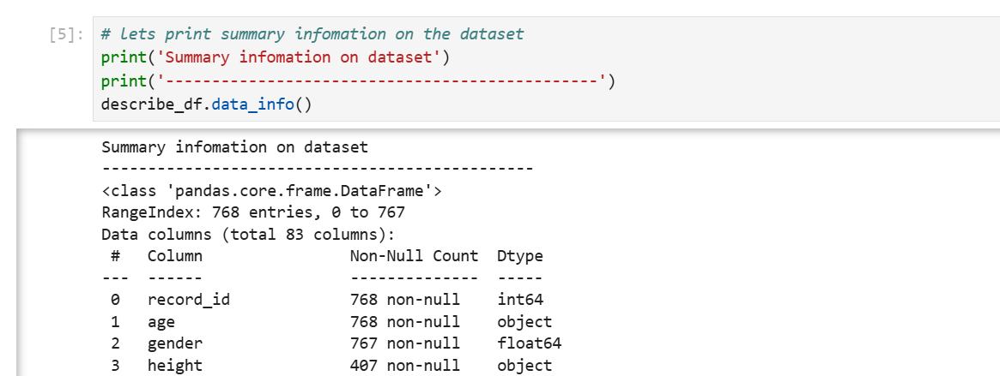 [5]: # lets print summary infomation on the dataset
print('Summary infomation on dataset')
print('-----------------------------------------------')
describe_df.data_info()
Summary infomation on dataset
-----------------------------------------------
<class 'pandas.core.frame.DataFrame'>
RangeIndex: 768 entries, 0 to 767
Data columns (total 83 columns):
 #   Column                Non-Null Count  Dtype
---  ------                --------------  -----
 0   record_id             768 non-null    int64
 1   age                   768 non-null    object
 2   gender                767 non-null    float64
 3   height                407 non-null    object